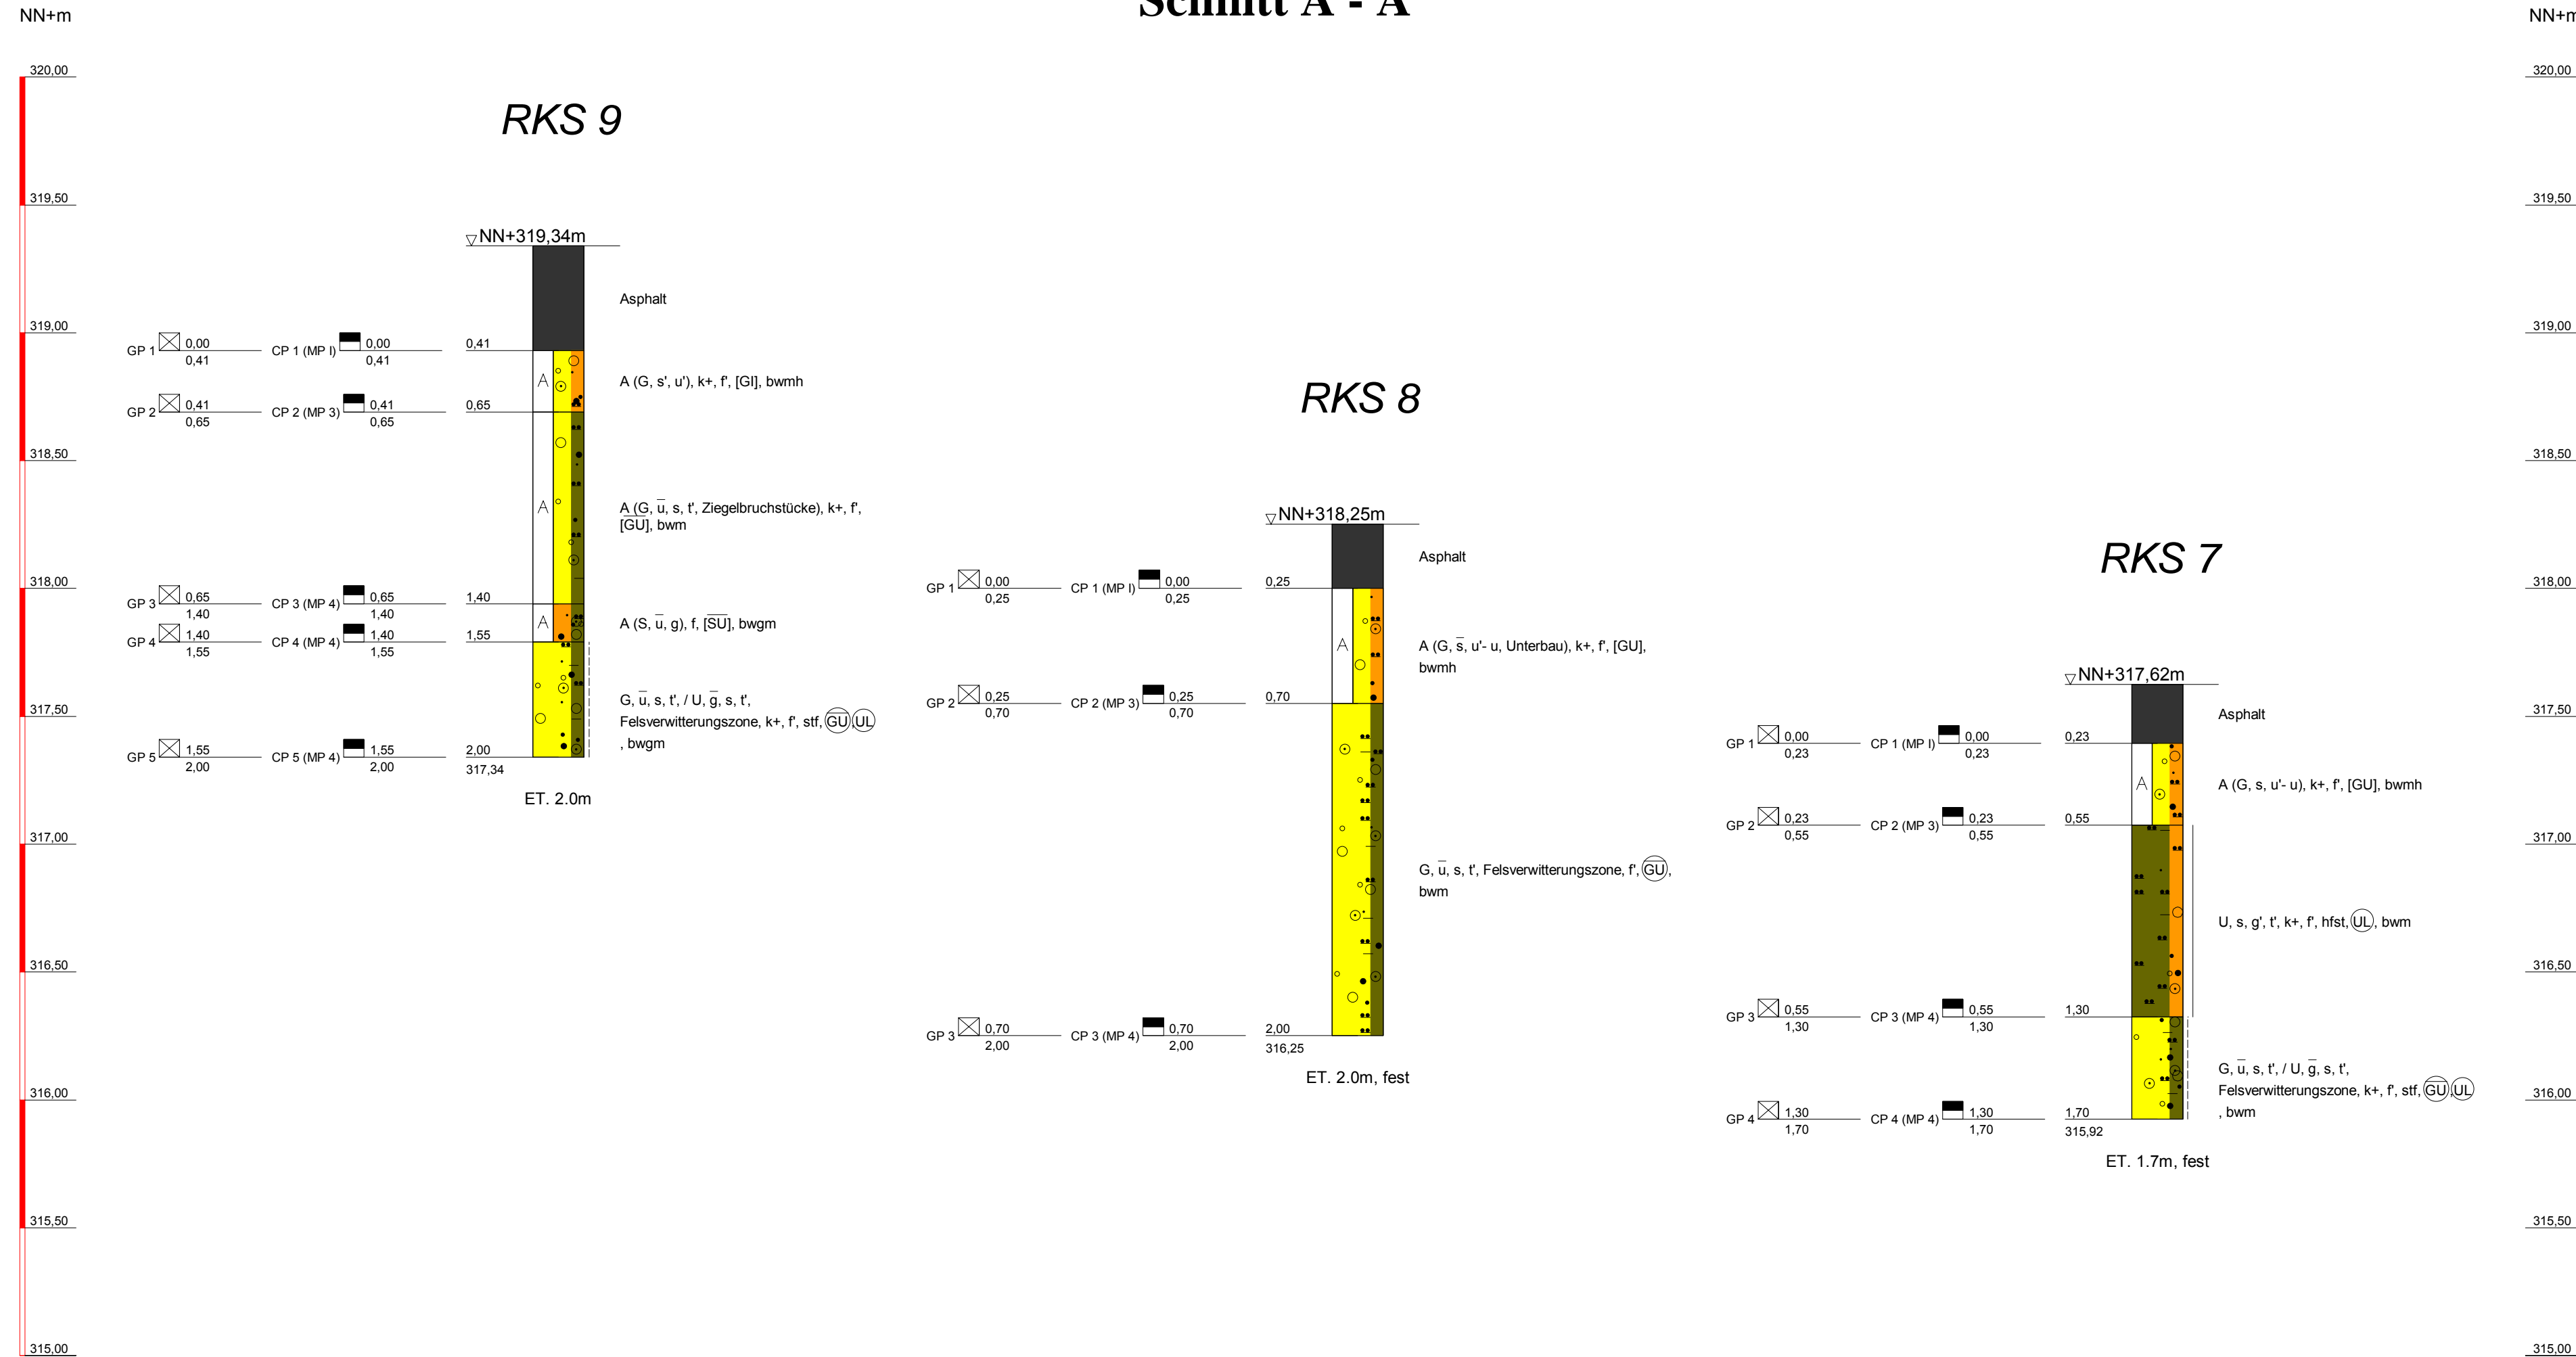 Schnitt A - A
NN+m
NN+m
320,00
319,50
319,00
318,50
318,00
317,50
317,00
316,50
316,00
315,50
315,00
RKS 9
NN+319,34m
Asphalt
GP 1 0,00 CP 1 (MP I) 0,00 0,41
0,41 0,41
A (G, s', u'), k+, f', [GI], bwmh
GP 2 0,41 CP 2 (MP 3) 0,41 0,65
0,65 0,65
A
A (G, u̅, s, t', Ziegelbruchstücke), k+, f',
[G̅U̅], bwm
A
GP 3 0,65 CP 3 (MP 4) 0,65 1,40
1,40 1,40
A (S, u̅, g), f, [S̅U̅], bwgm
A
GP 4 1,40 CP 4 (MP 4) 1,40 1,55
1,55 1,55
G, u̅, s, t', / U, g̅, s, t',
Felsverwitterungszone, k+, f', stf, G̅U̅, UL
, bwgm
GP 5 1,55 CP 5 (MP 4) 1,55 2,00
2,00 2,00 317,34
ET. 2.0m
RKS 8
NN+318,25m
Asphalt
GP 1 0,00 CP 1 (MP I) 0,00 0,25
0,25 0,25
A
A (G, s̅, u'- u, Unterbau), k+, f', [GU],
bwmh
GP 2 0,25 CP 2 (MP 3) 0,25 0,70
0,70 0,70
G, u̅, s, t', Felsverwitterungszone, f', G̅U̅,
bwm
GP 3 0,70 CP 3 (MP 4) 0,70 2,00
2,00 2,00 316,25
ET. 2.0m, fest
RKS 7
NN+317,62m
Asphalt
GP 1 0,00 CP 1 (MP I) 0,00 0,23
0,23 0,23
A
A (G, s, u'- u), k+, f', [GU], bwmh
GP 2 0,23 CP 2 (MP 3) 0,23 0,55
0,55 0,55
U, s, g', t', k+, f', hfst, UL, bwm
GP 3 0,55 CP 3 (MP 4) 0,55 1,30
1,30 1,30
G, u̅, s, t', / U, g̅, s, t',
Felsverwitterungszone, k+, f', stf, G̅U̅, UL
, bwm
GP 4 1,30 CP 4 (MP 4) 1,30 1,70
1,70 1,70 315,92
ET. 1.7m, fest
320,00
319,50
319,00
318,50
318,00
317,50
317,00
316,50
316,00
315,50
315,00